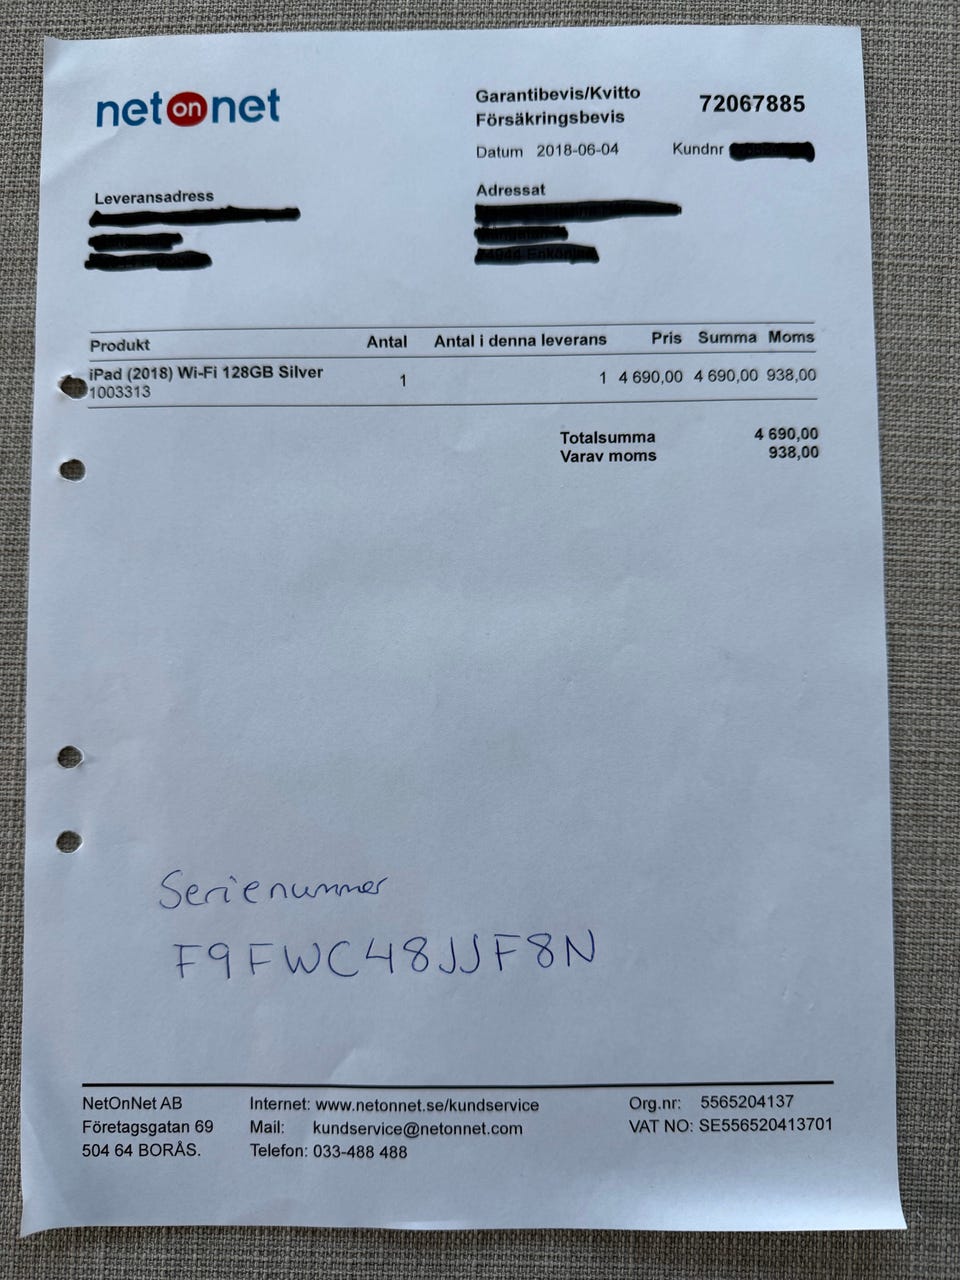 net on net
Garantibevis/Kvitto
72067885
Försäkringsbevis
Datum 2018-06-04
Kundnr
Leveransadress
Adressat
Produkt Antal Antal i denna leverans Pris Summa Moms
iPad (2018) Wi-Fi 128GB Silver 1 1 4 690,00 4 690,00 938,00
1003313
Totalsumma 4 690,00
Varav moms 938,00
Serienummer
F9FWC48JJF8N
NetOnNet AB Internet: www.netonnet.se/kundservice Org.nr: 5565204137
Företagsgatan 69 Mail: kundservice@netonnet.com VAT NO: SE556520413701
504 64 BORÅS. Telefon: 033-488 488